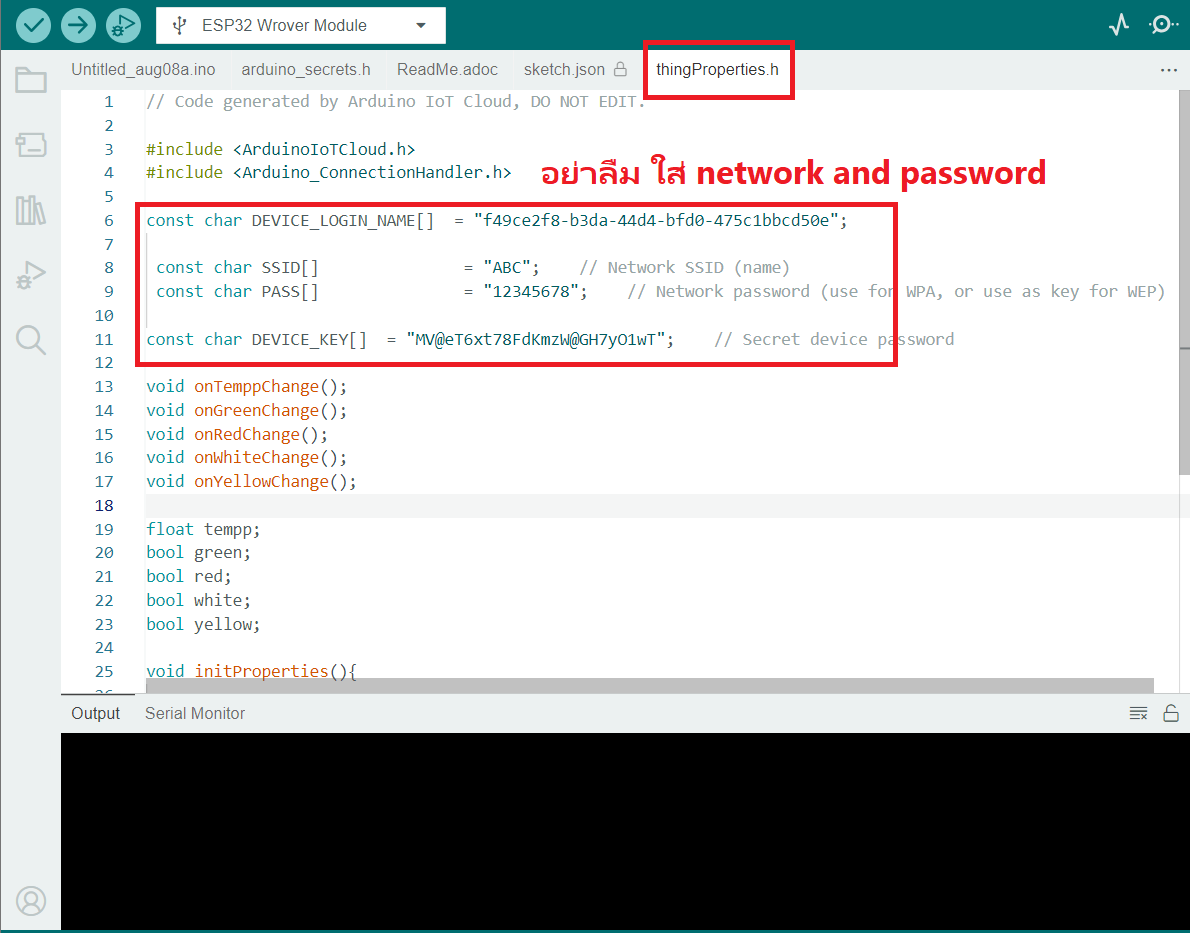 ESP32 Wrover Module
Untitled_aug08a.ino arduino_secrets.h ReadMe.adoc sketch.json thingProperties.h ...
1 // Code generated by Arduino IoT Cloud, DO NOT EDIT.
2
3 #include <ArduinoIoTCloud.h>
4 #include <Arduino_ConnectionHandler.h>
อย่าลืม ใส่ network and password
5
6 const char DEVICE_LOGIN_NAME[] = "f49ce2f8-b3da-44d4-bfd0-475c1bbcd50e";
7
8 const char SSID[] = "ABC"; // Network SSID (name)
9 const char PASS[] = "12345678"; // Network password (use for WPA, or use as key for WEP)
10
11 const char DEVICE_KEY[] = "MV@eT6xt78FdKmzW@GH7yO1wT"; // Secret device password
12
13 void onTemppChange();
14 void onGreenChange();
15 void onRedChange();
16 void onWhiteChange();
17 void onYellowChange();
18
19 float tempp;
20 bool green;
21 bool red;
22 bool white;
23 bool yellow;
24
25 void initProperties(){
Output Serial Monitor